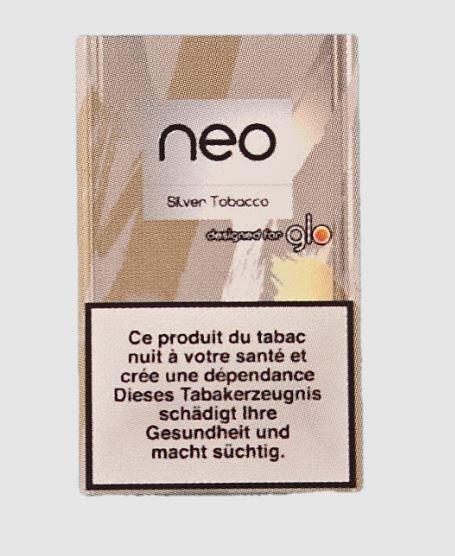 neo
Silver Tobacco
designed for glo
Ce produit du tabac
nuit à votre santé et
crée une dépendance
Dieses Tabakerzeugnis
schädigt Ihre
Gesundheit und
macht süchtig.